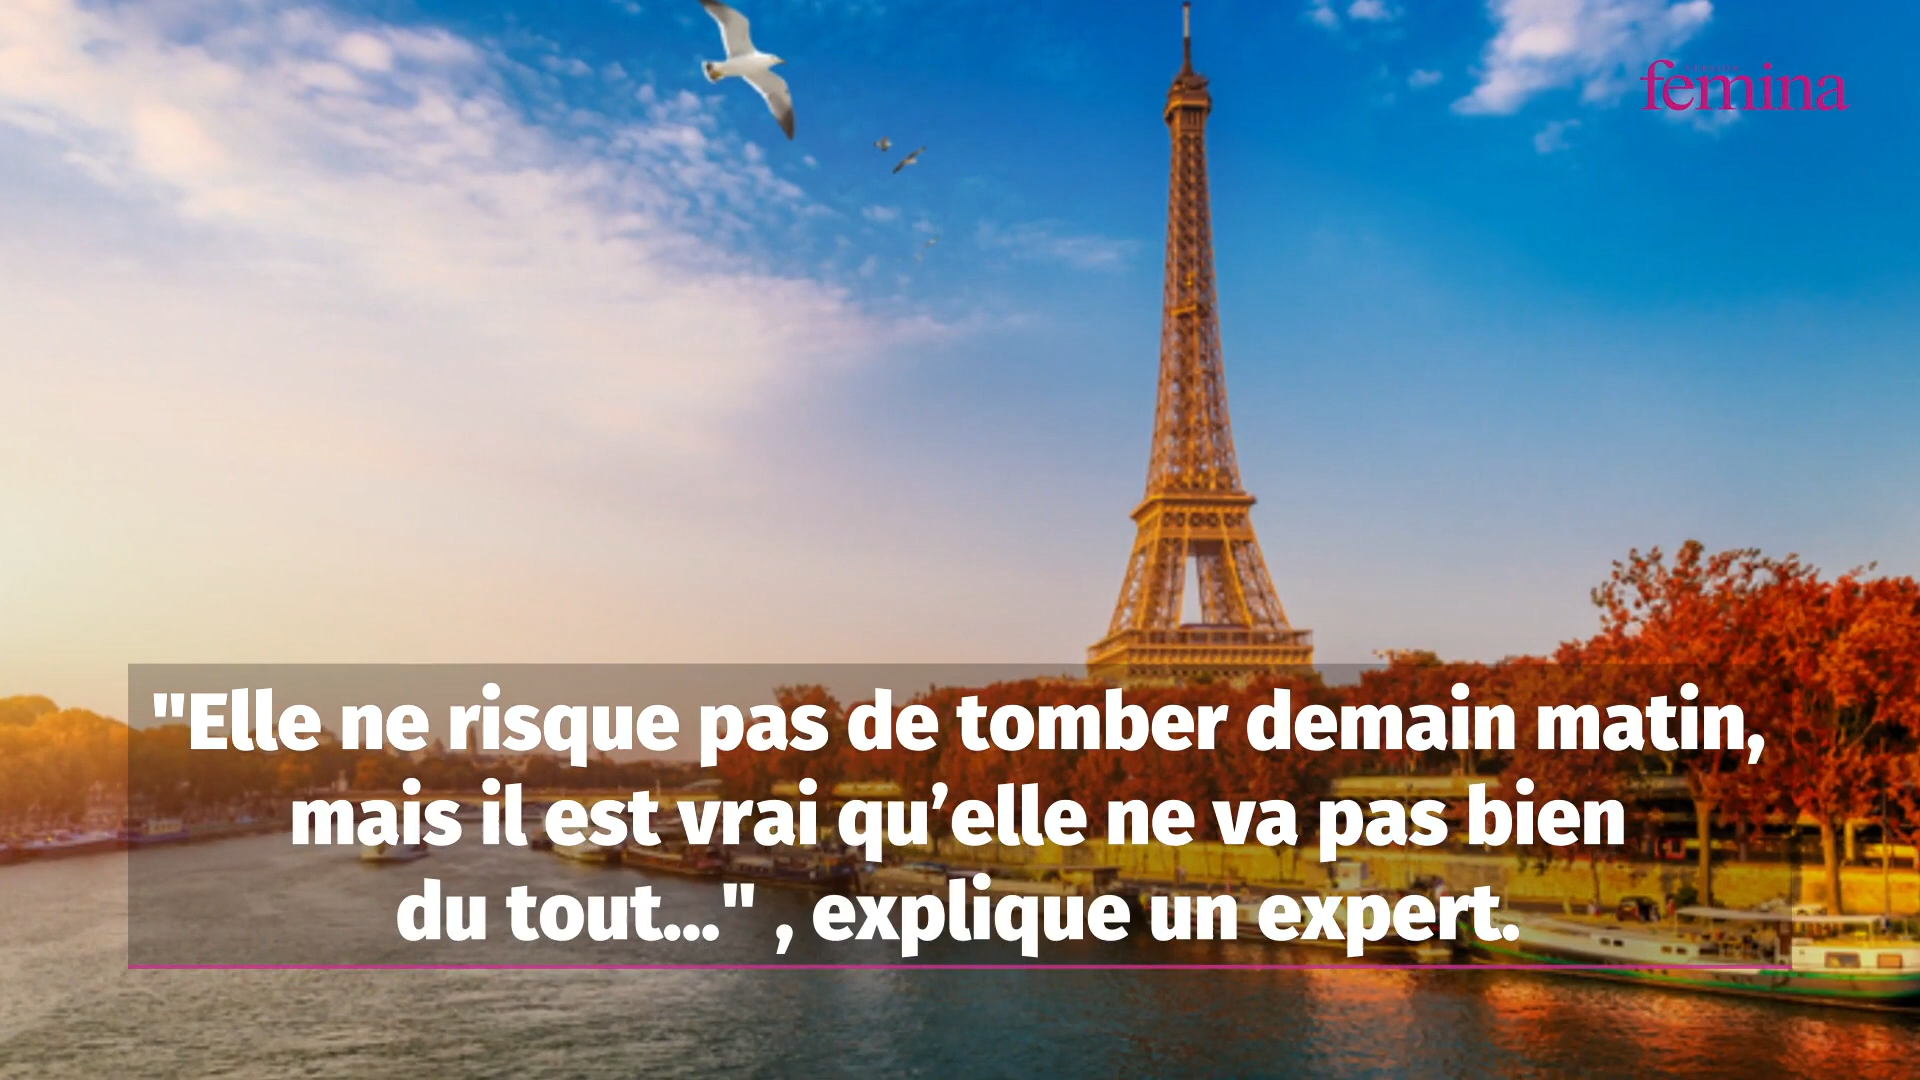 femina
"Elle ne risque pas de tomber demain matin,
mais il est vrai qu’elle ne va pas bien
du tout..." , explique un expert.